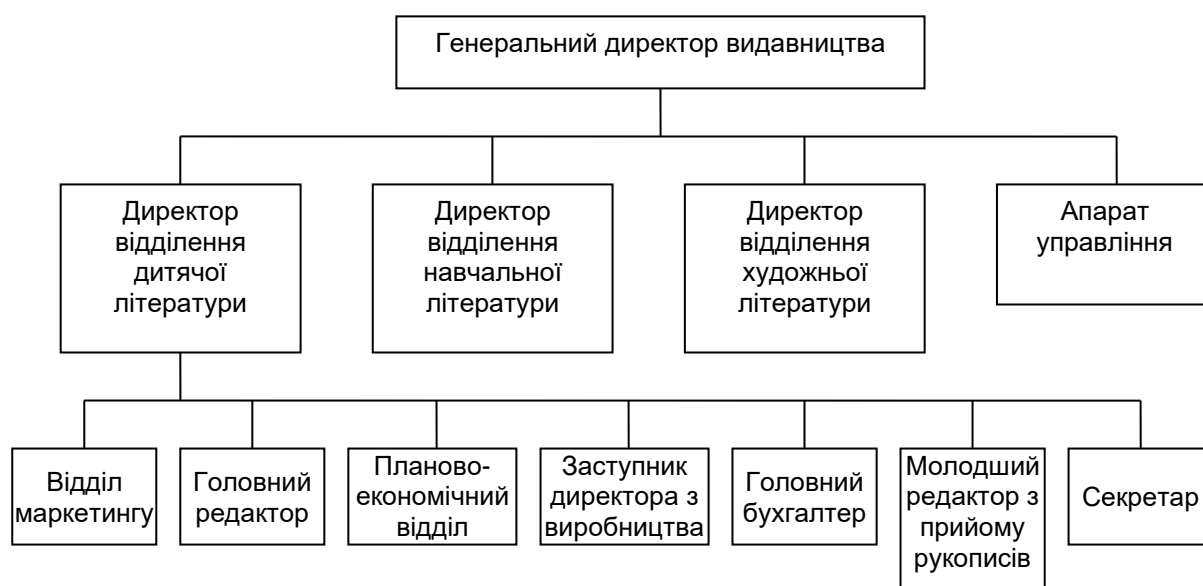 Генеральний директор видавництва
Директор
відділення
дитячої
літератури
Директор
відділення
навчальної
літератури
Директор
відділення
художньої
літератури
Апарат
управління
Відділ
маркетингу
Головний
редактор
Планово-
економічний
відділ
Заступник
директора з
виробництва
Головний
бухгалтер
Молодший
редактор з
прийому
рукописів
Секретар